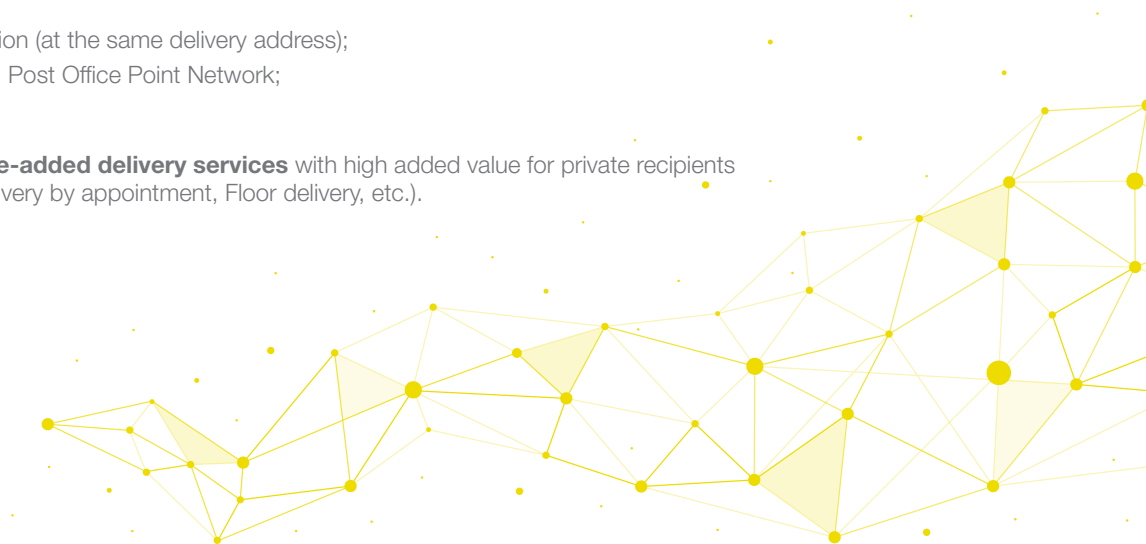 ion (at the same delivery address);
Post Office Point Network;
e-added delivery services with high added value for private recipients
very by appointment, Floor delivery, etc.).